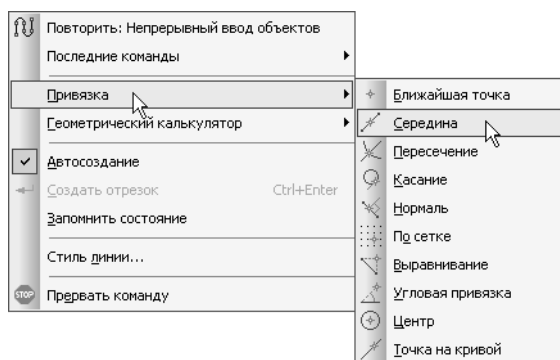 Повторить: Непрерывный ввод объектов
Последние команды
Привязка
Геометрический калькулятор
Автосоздание
Создать отрезок Ctrl+Enter
Запомнить состояние
Стиль линии...
STOP Прервать команду
Ближайшая точка
Середина
Пересечение
Касание
Нормаль
По сетке
Выравнивание
Угловая привязка
Центр
Точка на кривой